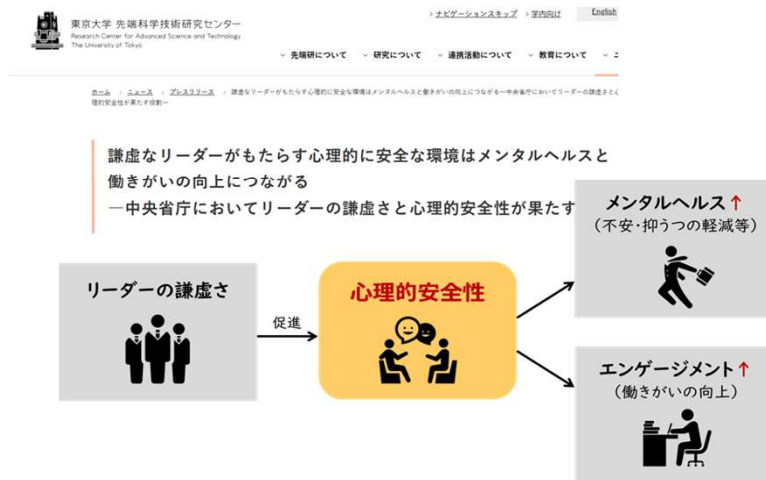 東京大学 先端科学技術研究センター
Research Center for Advanced Science and Technology
The University of Tokyo
› ナビゲーションスキップ › 学内向け English
先端研について 研究について 連携活動について 教育について ニ
ホーム / ニュース / プレスリリース / 謙虚なリーダーがもたらす心理的に安全な環境はメンタルヘルスと働きがいの向上につながる―中央省庁においてリーダーの謙虚さと心
理的安全性が果たす役割―
謙虚なリーダーがもたらす心理的に安全な環境はメンタルヘルスと
働きがいの向上につながる
―中央省庁においてリーダーの謙虚さと心理的安全性が果たす
メンタルヘルス↑
(不安・抑うつの軽減等)
リーダーの謙虚さ
促進
心理的安全性
エンゲージメント↑
(働きがいの向上)